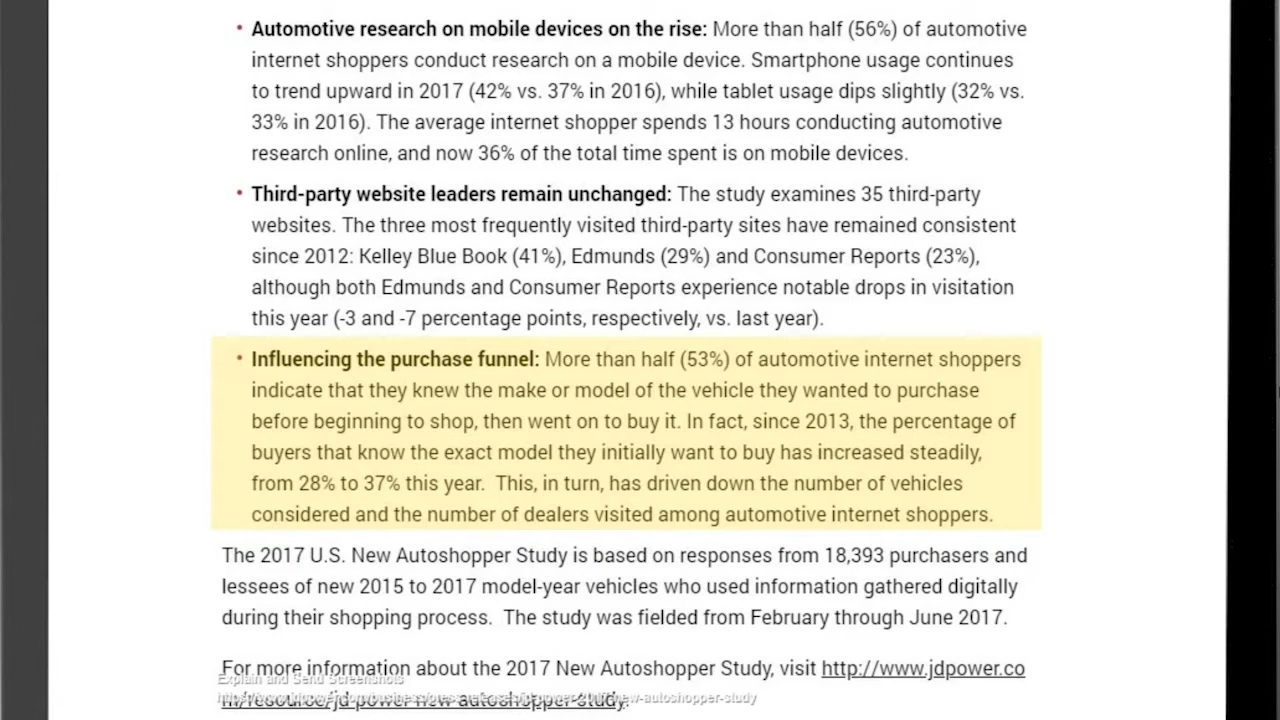 • Automotive research on mobile devices on the rise: More than half (56%) of automotive
internet shoppers conduct research on a mobile device. Smartphone usage continues
to trend upward in 2017 (42% vs. 37% in 2016), while tablet usage dips slightly (32% vs.
33% in 2016). The average internet shopper spends 13 hours conducting automotive
research online, and now 36% of the total time spent is on mobile devices.
• Third-party website leaders remain unchanged: The study examines 35 third-party
websites. The three most frequently visited third-party sites have remained consistent
since 2012: Kelley Blue Book (41%), Edmunds (29%) and Consumer Reports (23%),
although both Edmunds and Consumer Reports experience notable drops in visitation
this year (-3 and -7 percentage points, respectively, vs. last year).
• Influencing the purchase funnel: More than half (53%) of automotive internet shoppers
indicate that they knew the make or model of the vehicle they wanted to purchase
before beginning to shop, then went on to buy it. In fact, since 2013, the percentage of
buyers that know the exact model they initially want to buy has increased steadily,
from 28% to 37% this year.  This, in turn, has driven down the number of vehicles
considered and the number of dealers visited among automotive internet shoppers.
The 2017 U.S. New Autoshopper Study is based on responses from 18,393 purchasers and
lessees of new 2015 to 2017 model-year vehicles who used information gathered digitally
during their shopping process.  The study was fielded from February through June 2017.
For more information about the 2017 New Autoshopper Study, visit http://www.jdpower.co
Explain and Send Screenshots
m/resource/jd-power-new-autoshopper-study.